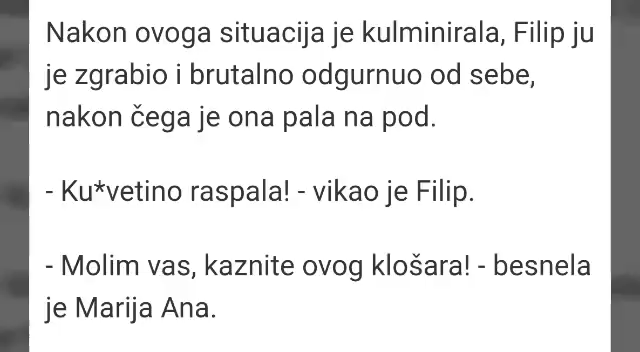 Nakon ovoga situacija je kulminirala, Filip ju
je zgrabio i brutalno odgurnuo od sebe,
nakon čega je ona pala na pod.
- Ku*vetino raspala! - vikao je Filip.
- Molim vas, kaznite ovog klošara! - besnela
je Marija Ana.